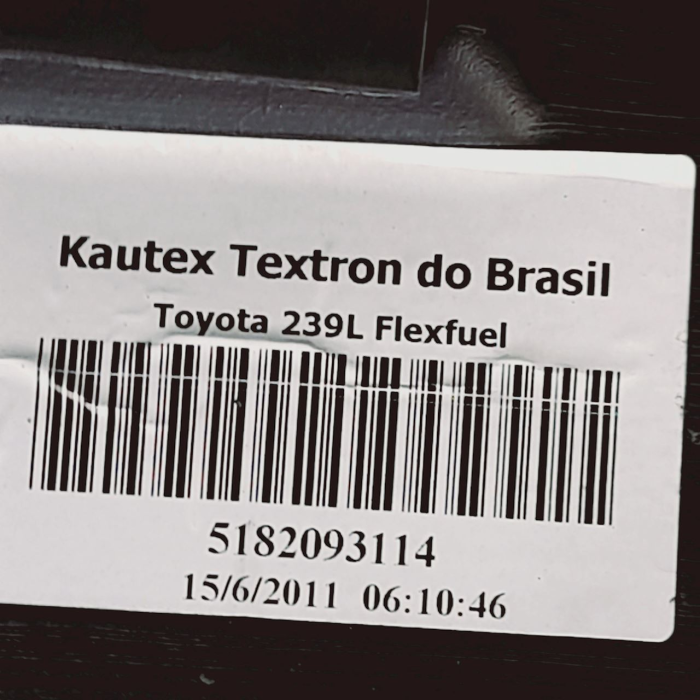 Kautex Textron do Brasil
Toyota 239L Flexfuel
5182093114
15/6/2011 06:10:46